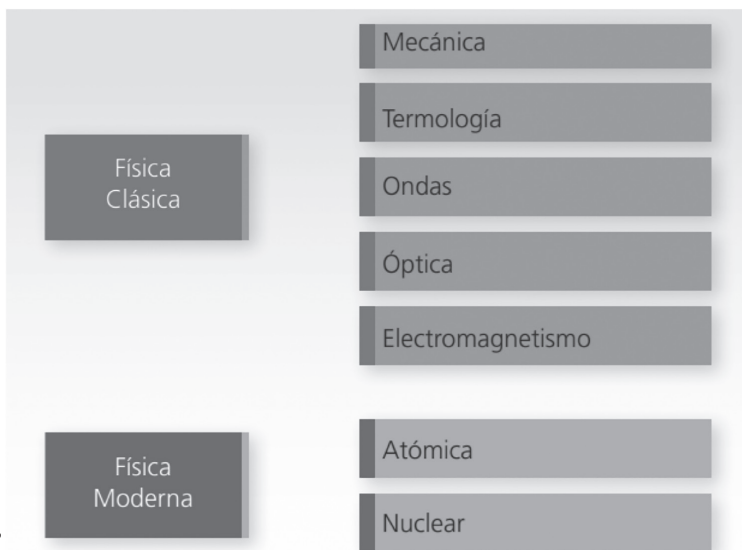 Mecánica
Termología
Física
Clásica
Ondas
Óptica
Electromagnetismo
Física
Moderna
Atómica
Nuclear